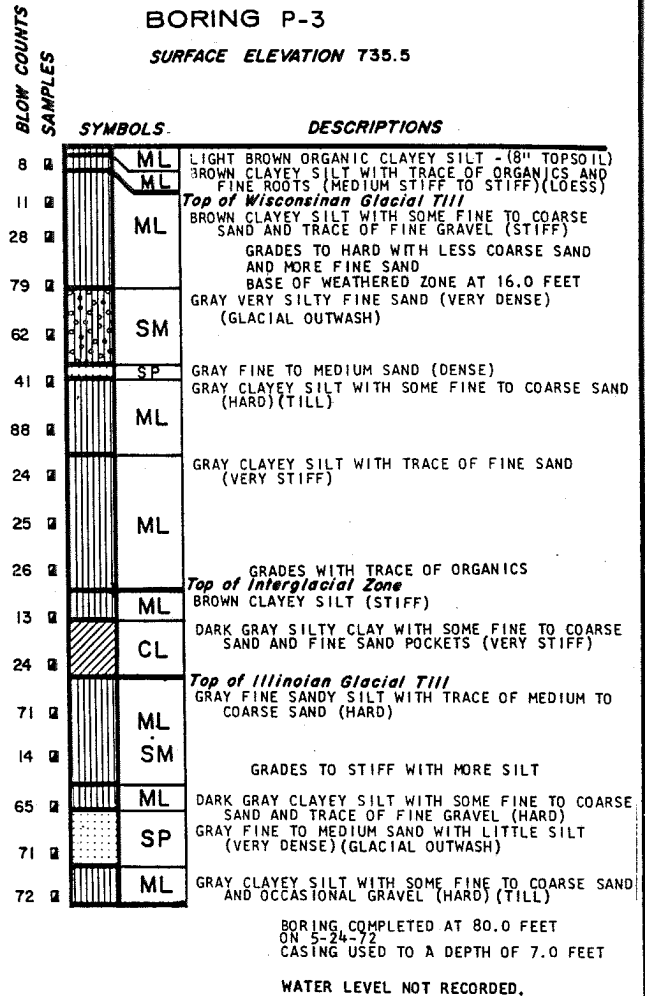 BORING P-3
SURFACE ELEVATION 735.5
BLOW COUNTS
SAMPLES
SYMBOLS
DESCRIPTIONS
8
ML
LIGHT BROWN ORGANIC CLAYEY SILT - (8" TOPSOIL)
ML
BROWN CLAYEY SILT WITH TRACE OF ORGANICS AND
FINE ROOTS (MEDIUM STIFF TO STIFF)(LOESS)
11
Top of Wisconsinan Glacial Till
ML
BROWN CLAYEY SILT WITH SOME FINE TO COARSE
SAND AND TRACE OF FINE GRAVEL (STIFF)
28
GRADES TO HARD WITH LESS COARSE SAND
AND MORE FINE SAND
79
BASE OF WEATHERED ZONE AT 16.0 FEET
GRAY VERY SILTY FINE SAND (VERY DENSE)
(GLACIAL OUTWASH)
62
SM
SP
GRAY FINE TO MEDIUM SAND (DENSE)
41
GRAY CLAYEY SILT WITH SOME FINE TO COARSE SAND
(HARD)(TILL)
ML
88
24
GRAY CLAYEY SILT WITH TRACE OF FINE SAND
(VERY STIFF)
25
ML
26
GRADES WITH TRACE OF ORGANICS
Top of Interglacial Zone
ML
BROWN CLAYEY SILT (STIFF)
13
DARK GRAY SILTY CLAY WITH SOME FINE TO COARSE
SAND AND FINE SAND POCKETS (VERY STIFF)
CL
24
Top of Illinoian Glacial Till
GRAY FINE SANDY SILT WITH TRACE OF MEDIUM TO
COARSE SAND (HARD)
71
ML
SM
14
GRADES TO STIFF WITH MORE SILT
65
ML
DARK GRAY CLAYEY SILT WITH SOME FINE TO COARSE
SAND AND TRACE OF FINE GRAVEL (HARD)
SP
GRAY FINE TO MEDIUM SAND WITH LITTLE SILT
(VERY DENSE)(GLACIAL OUTWASH)
71
72
ML
GRAY CLAYEY SILT WITH SOME FINE TO COARSE SAND
AND OCCASIONAL GRAVEL (HARD)(TILL)
BORING COMPLETED AT 80.0 FEET
ON 5-24-72
CASING USED TO A DEPTH OF 7.0 FEET
WATER LEVEL NOT RECORDED.